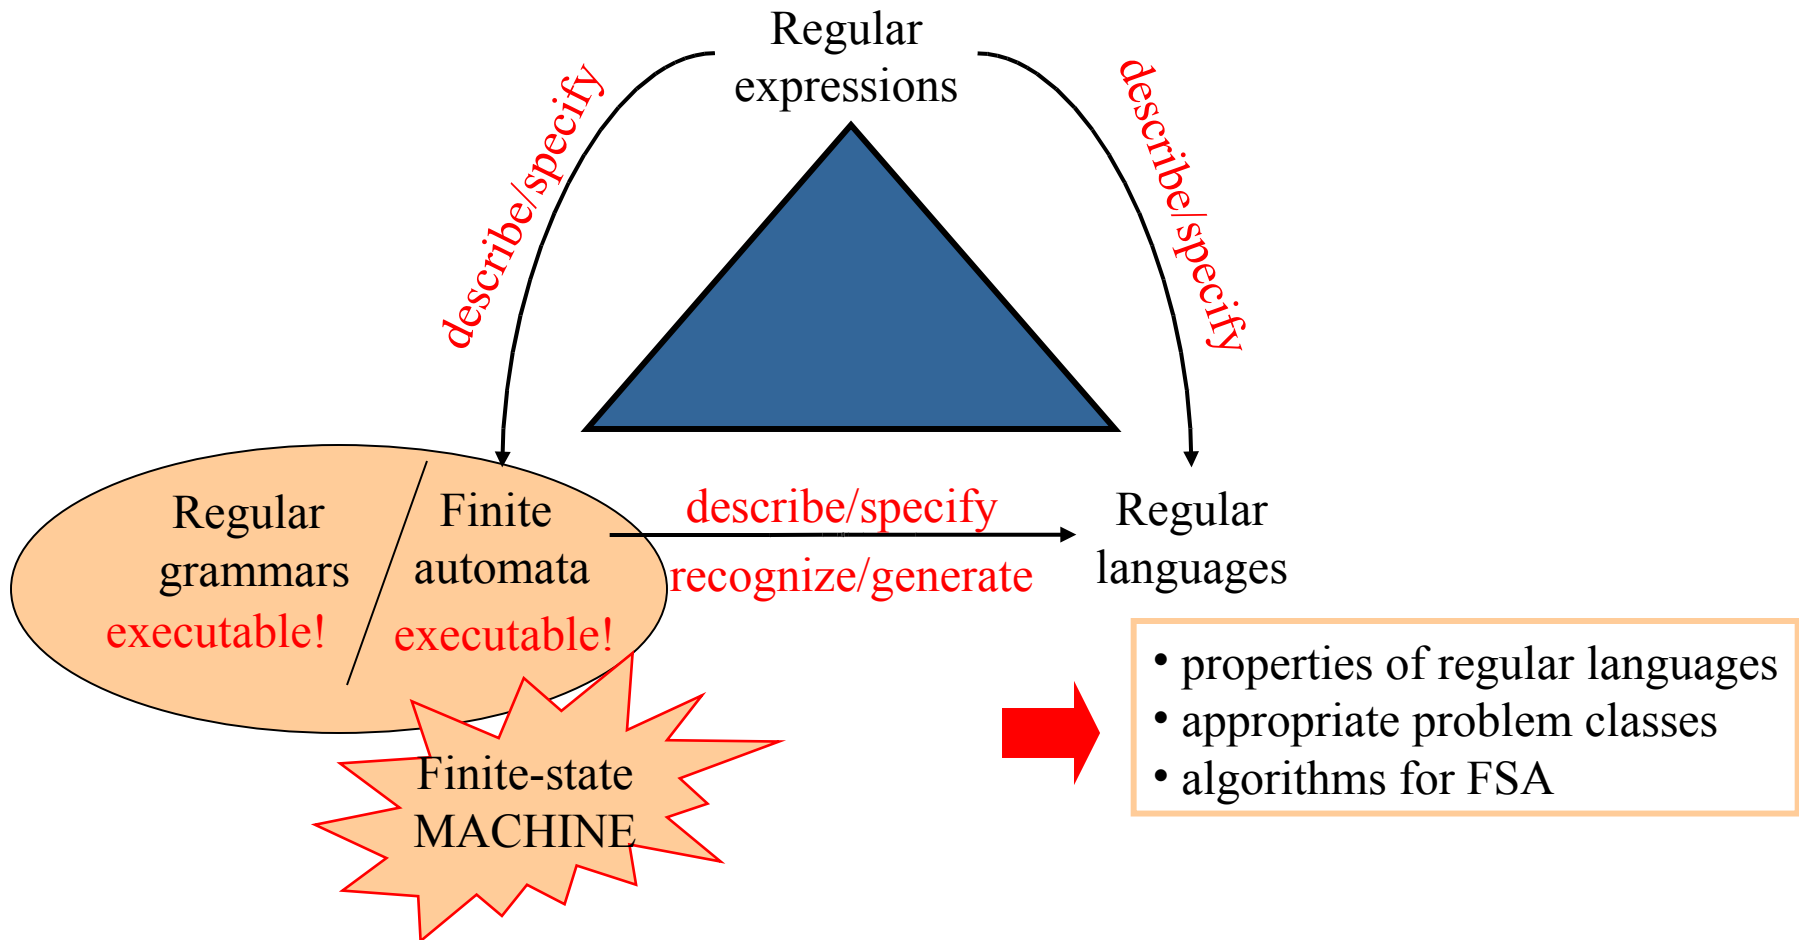 Regular
expressions
describe/specify
describe/specify
Regular
grammars
executable!
Finite
automata
executable!
describe/specify
recognize/generate
Regular
languages
Finite-state
MACHINE
• properties of regular languages
• appropriate problem classes
• algorithms for FSA